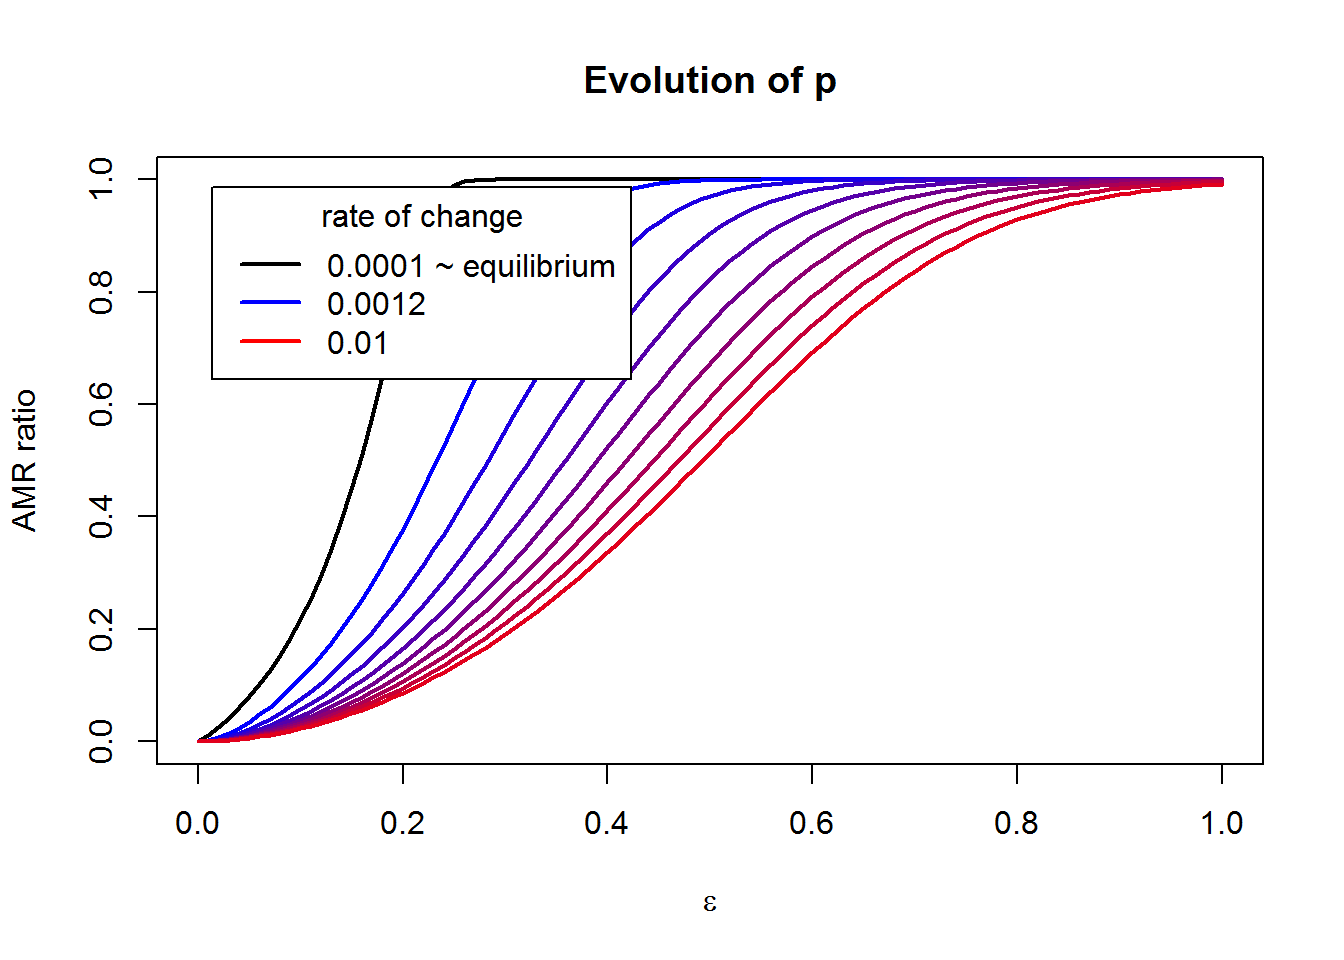 Evolution of p
AMR ratio
1.0
0.8
0.6
0.4
0.2
0.0
rate of change
0.0001 ~ equilibrium
0.0012
0.01
0.0 0.2 0.4 0.6 0.8 1.0
ε